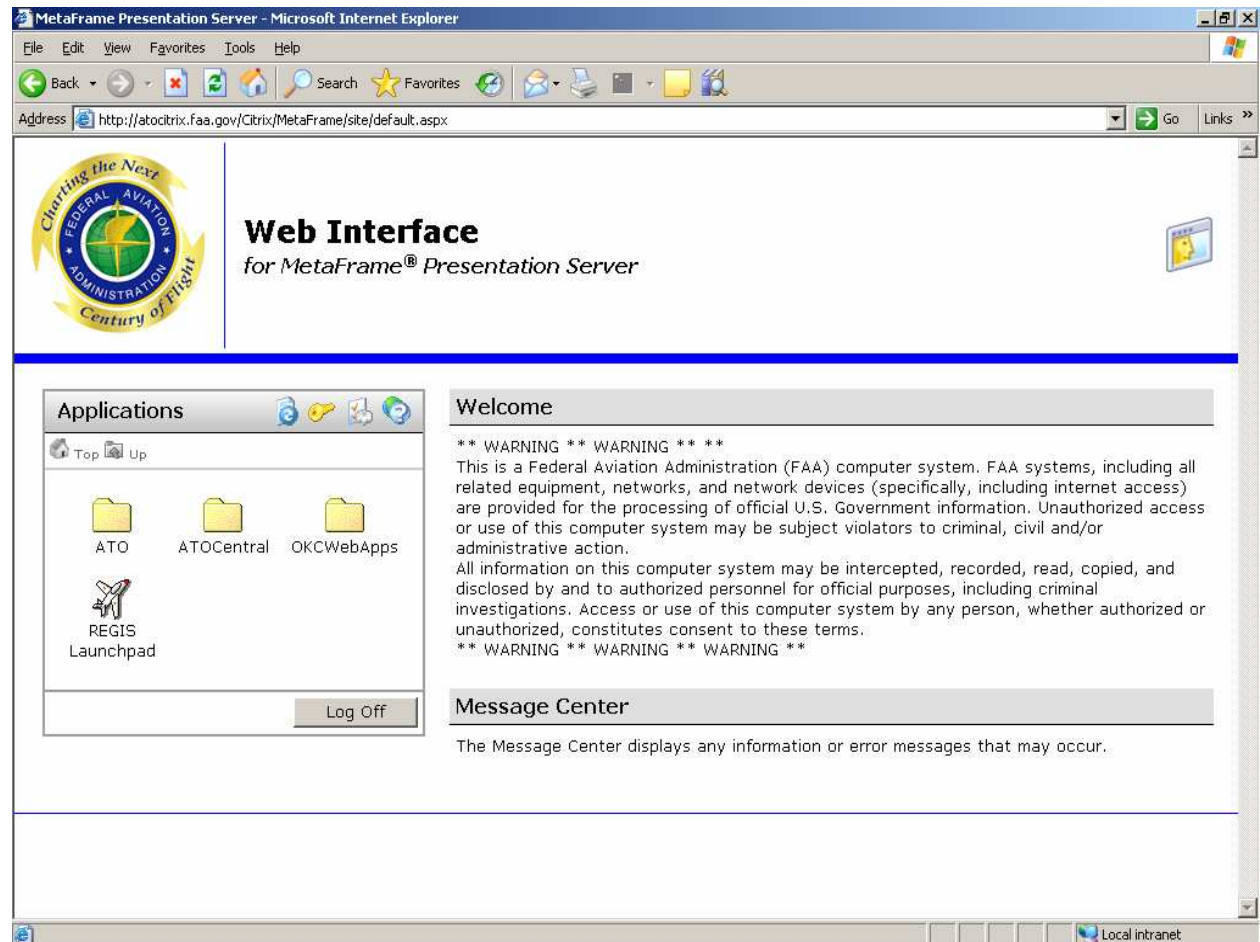 MetaFrame Presentation Server - Microsoft Internet Explorer
File Edit View Favorites Tools Help
Back Search Favorites
Address http://atocitrix.faa.gov/Citrix/MetaFrame/site/default.aspx Go Links »
Charting the Next
FEDERAL AVIATION
ADMINISTRATION
Century of Flight
Web Interface
for MetaFrame® Presentation Server
Applications
Top Up
ATO ATOCentral OKCWebApps
REGIS
Launchpad
Log Off
Welcome
** WARNING ** WARNING ** **
This is a Federal Aviation Administration (FAA) computer system. FAA systems, including all
related equipment, networks, and network devices (specifically, including internet access)
are provided for the processing of official U.S. Government information. Unauthorized access
or use of this computer system may be subject violators to criminal, civil and/or
administrative action.
All information on this computer system may be intercepted, recorded, read, copied, and
disclosed by and to authorized personnel for official purposes, including criminal
investigations. Access or use of this computer system by any person, whether authorized or
unauthorized, constitutes consent to these terms.
** WARNING ** WARNING ** WARNING **
Message Center
The Message Center displays any information or error messages that may occur.
Local intranet